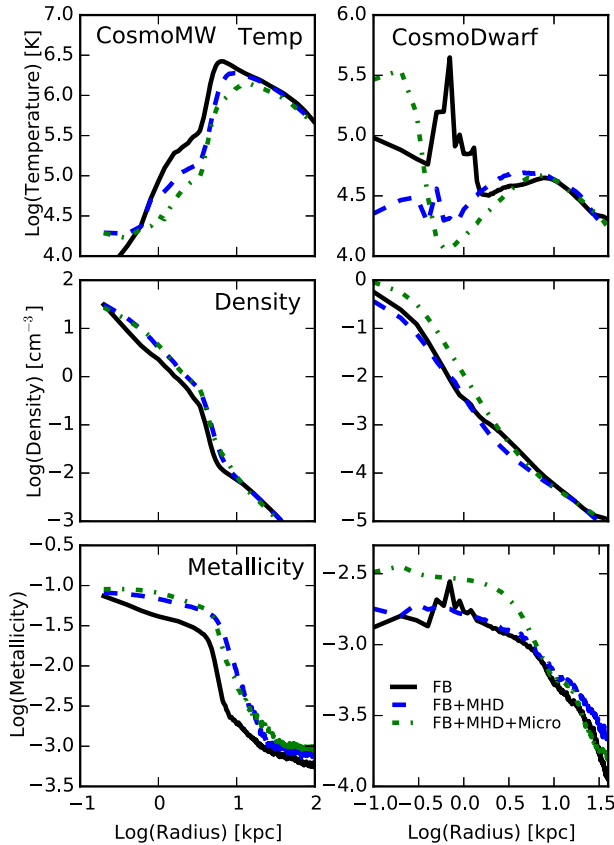 CosmoMW Temp
CosmoDwarf
Log(Temperature) [K]
7.0
6.5
6.0
5.5
5.0
4.5
4.0
6.0
5.5
5.0
4.5
4.0
Density
Log(Density) [cm⁻³]
2
1
0
−1
−2
−3
0
−1
−2
−3
−4
−5
Metallicity
Log(Metallicity)
−0.5
−1.0
−1.5
−2.0
−2.5
−3.0
−3.5
−2.5
−3.0
−3.5
−4.0
FB
FB+MHD
FB+MHD+Micro
−1 0 1 2
−1.0 −0.5 0.0 0.5 1.0 1.5
Log(Radius) [kpc]
Log(Radius) [kpc]